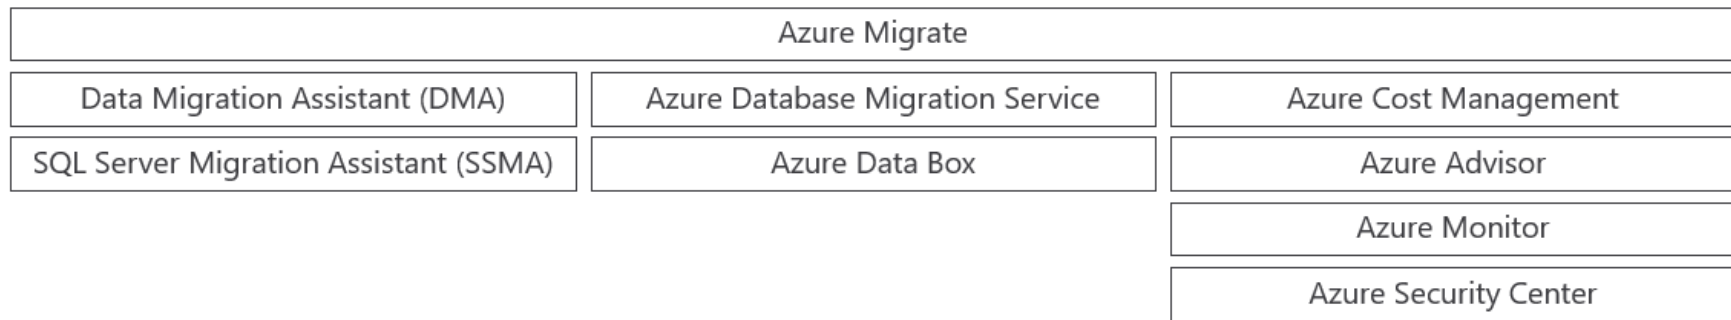 Azure Migrate
Data Migration Assistant (DMA)
Azure Database Migration Service
Azure Cost Management
SQL Server Migration Assistant (SSMA)
Azure Data Box
Azure Advisor
Azure Monitor
Azure Security Center